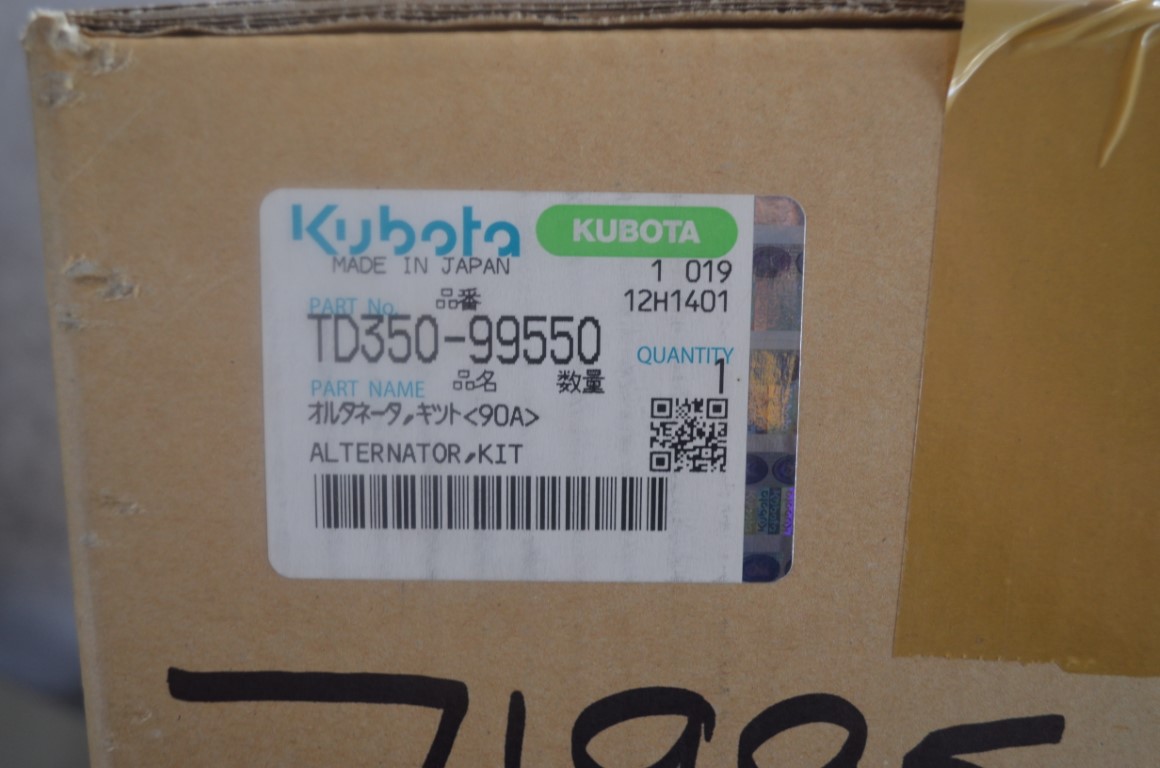 Kubota KUBOTA
MADE IN JAPAN 1 019
PART No. 品番 12H1401
TD350-99550
QUANTITY
PART NAME 品名 数量 1
オルタネータ,キット<90A>
ALTERNATOR,KIT